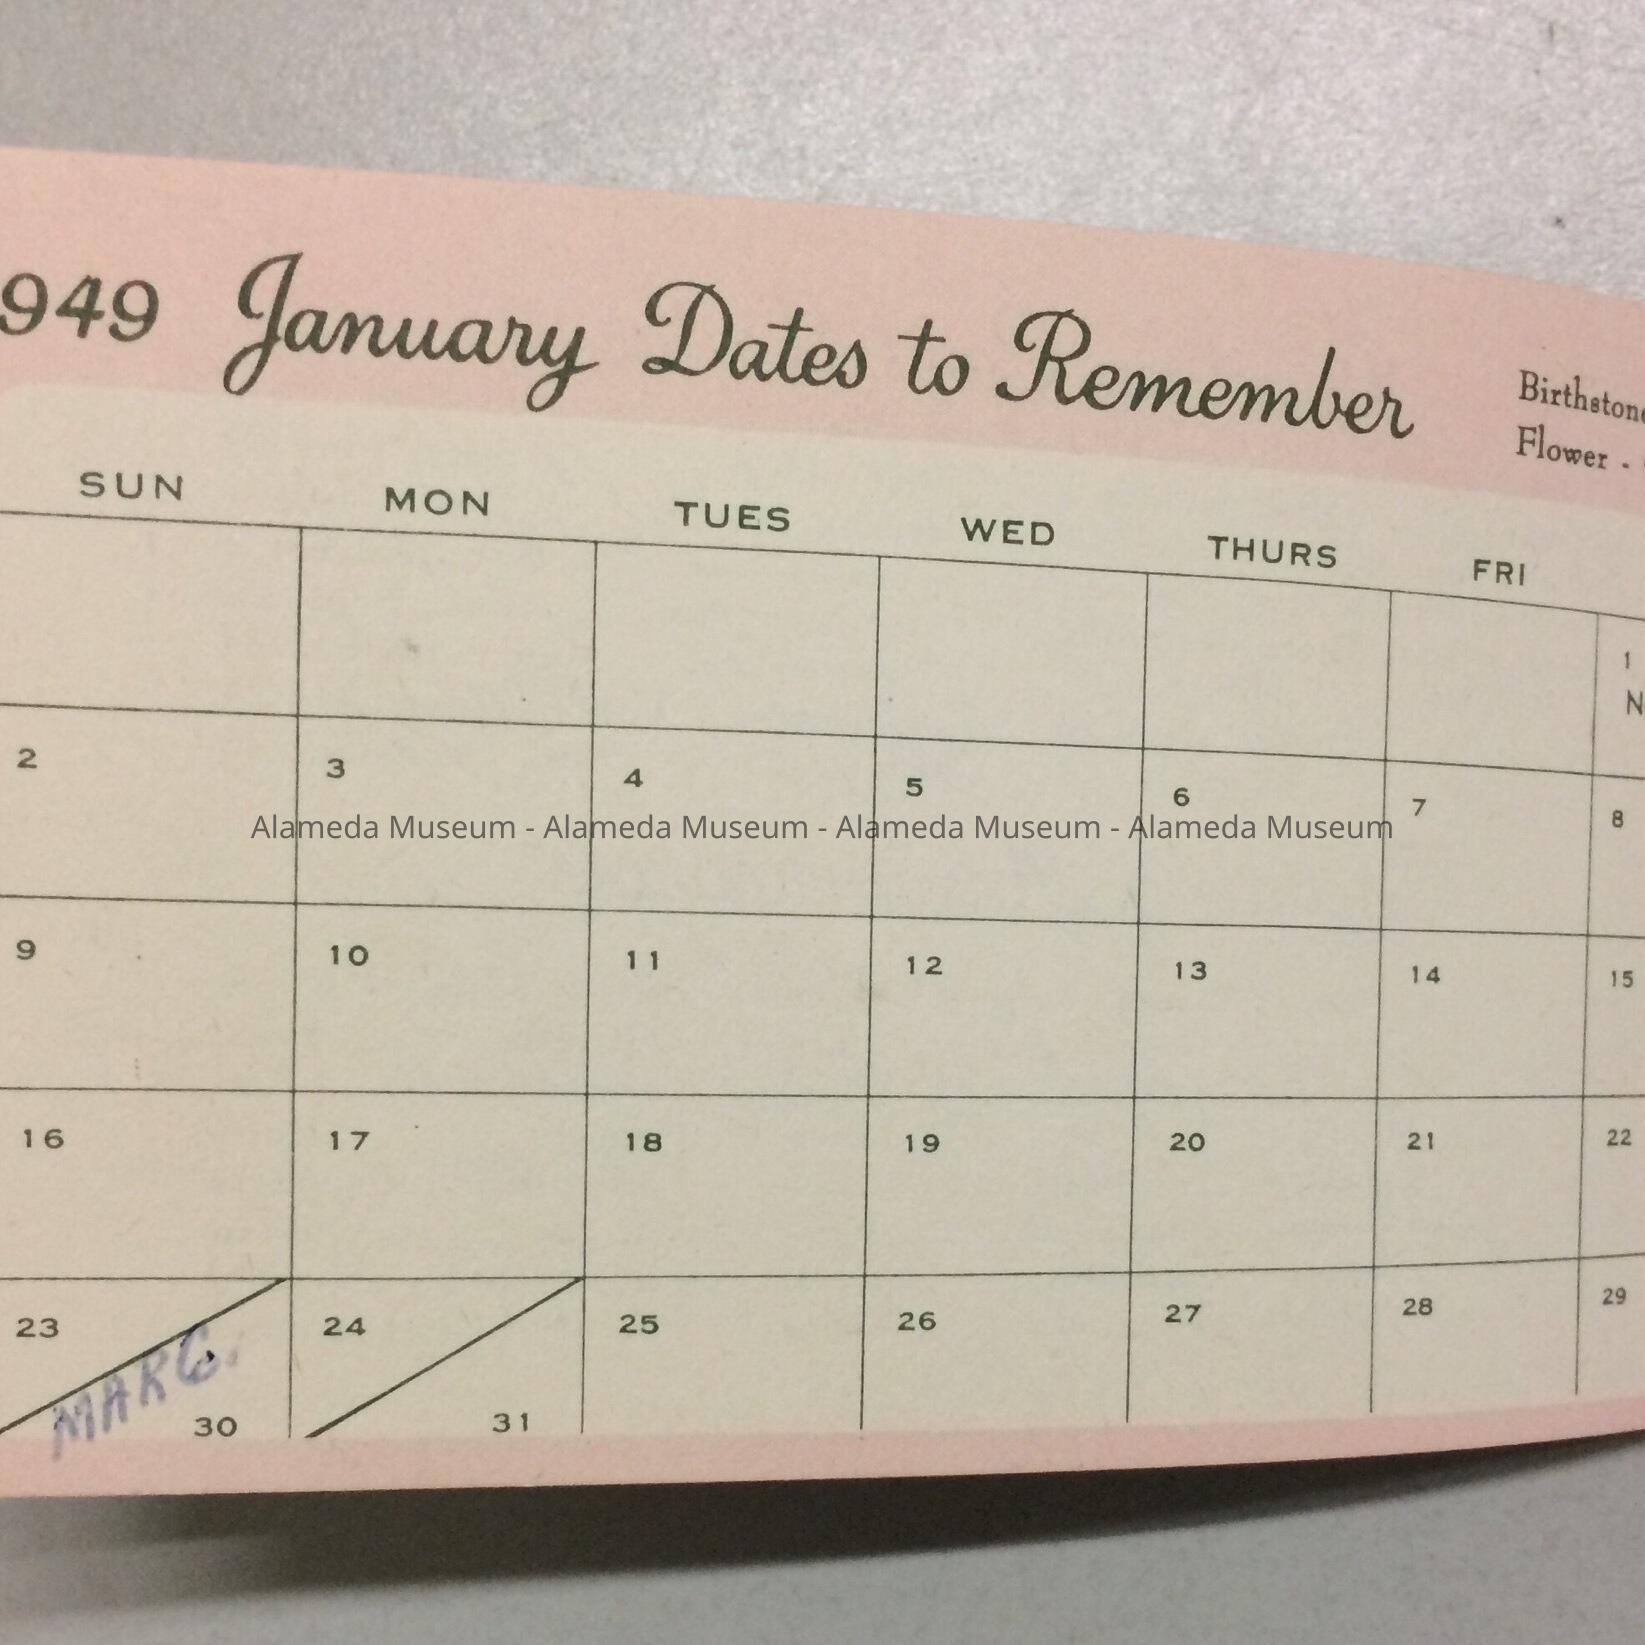 949 January Dates to Remember
Flower -
SUN MON TUES WED THURS FRI
1
2 3 4 5 6 7 8
Alameda Museum - Alameda Museum - Alameda Museum - Alameda Museum
9 10 11 12 13 14 15
16 17 18 19 20 21 22
23 24 25 26 27 28 29
MARG.
30 31